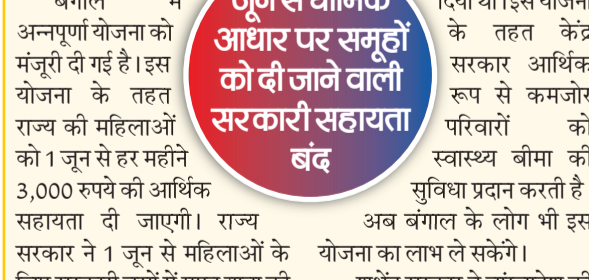 बंगाल में
अन्नपूर्णा योजना को
मंजूरी दी गई है। इस
योजना के तहत
राज्य की महिलाओं
को 1 जून से हर महीने
3,000 रुपये की आर्थिक
सहायता दी जाएगी। राज्य
सरकार ने 1 जून से महिलाओं के
जून से धार्मिक
आधार पर समूहों
को दी जाने वाली
सरकारी सहायता
बंद
दिया था। इस योजना
के तहत केंद्र
सरकार आर्थिक
रूप से कमजोर
परिवारों को
स्वास्थ्य बीमा की
सुविधा प्रदान करती है
अब बंगाल के लोग भी इस
योजना का लाभ ले सकेंगे।